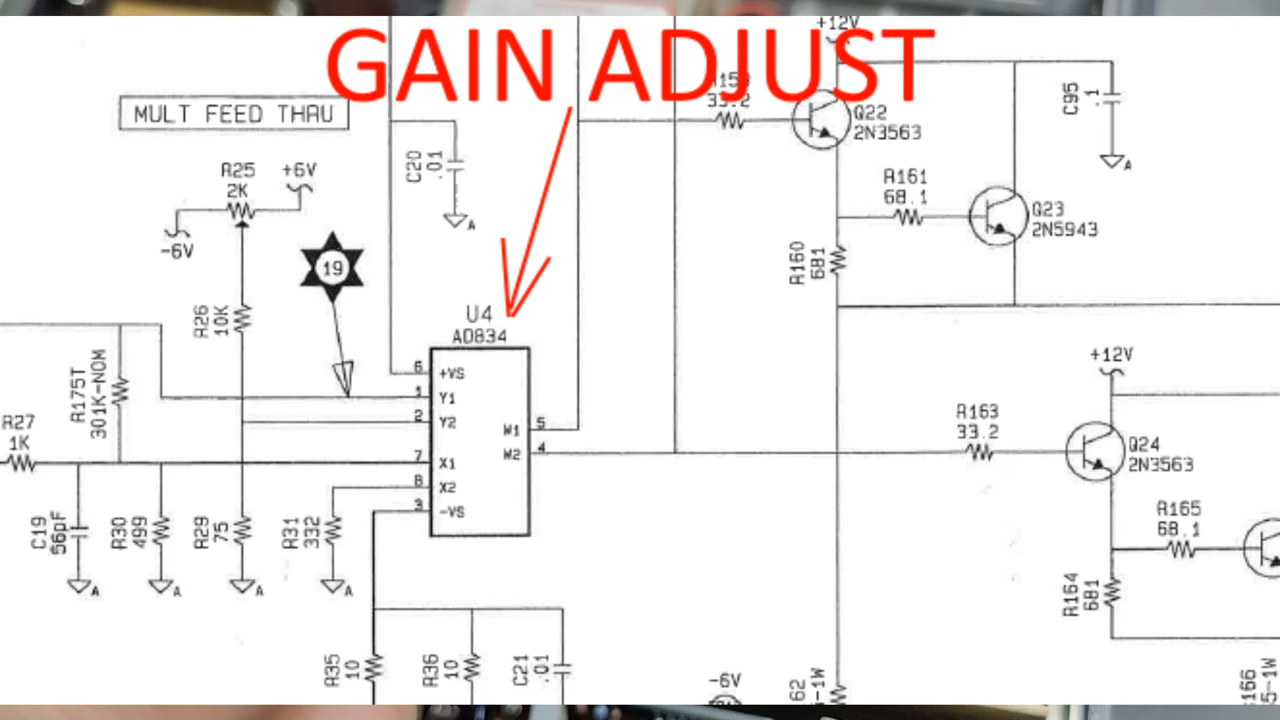 GAIN ADJUST
+12V
MULT FEED THRU
33.2
Q22
2N3563
C95
.1
A
R25
2K
+6V
-6V
C20
.01
A
R161
68.1
Q23
2N5943
R160
681
19
R26
10K
U4
AD834
+12V
R175T
301K-NOM
6
+VS
1
Y1
2
Y2
7
X1
8
X2
3
-VS
W1
5
W2
4
R27
1K
R163
33.2
Q24
2N3563
C19
56pF
R30
499
R29
75
R31
332
A
A
A
A
R165
68.1
R164
681
R35
10
R36
10
C21
.01
-6V
62
-1W
166
5-1W